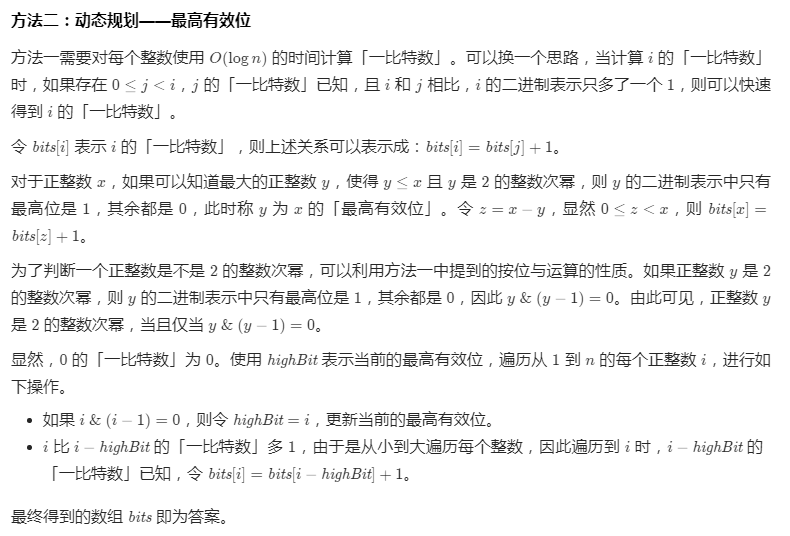 方法二：动态规划——最高有效位
方法一需要对每个整数使用 O(log n) 的时间计算「一比特数」。可以换一个思路，当计算 i 的「一比特数」
时，如果存在 0 ≤ j < i，j 的「一比特数」已知，且 i 和 j 相比，i 的二进制表示只多了一个 1，则可以快速
得到 i 的「一比特数」。
令 bits[i] 表示 i 的「一比特数」，则上述关系可以表示成：bits[i] = bits[j] + 1。
对于正整数 x，如果可以知道最大的正整数 y，使得 y ≤ x 且 y 是 2 的整数次幂，则 y 的二进制表示中只有
最高位是 1，其余都是 0，此时称 y 为 x 的「最高有效位」。令 z = x − y，显然 0 ≤ z < x，则 bits[x] =
bits[z] + 1。
为了判断一个正整数是不是 2 的整数次幂，可以利用方法一中提到的按位与运算的性质。如果正整数 y 是 2
的整数次幂，则 y 的二进制表示中只有最高位是 1，其余都是 0，因此 y & (y − 1) = 0。由此可见，正整数 y
是 2 的整数次幂，当且仅当 y & (y − 1) = 0。
显然，0 的「一比特数」为 0。使用 highBit 表示当前的最高有效位，遍历从 1 到 n 的每个正整数 i，进行如
下操作。
• 如果 i & (i − 1) = 0，则令 highBit = i，更新当前的最高有效位。
• i 比 i − highBit 的「一比特数」多 1，由于是从小到大遍历每个整数，因此遍历到 i 时，i − highBit 的
「一比特数」已知，令 bits[i] = bits[i − highBit] + 1。
最终得到的数组 bits 即为答案。